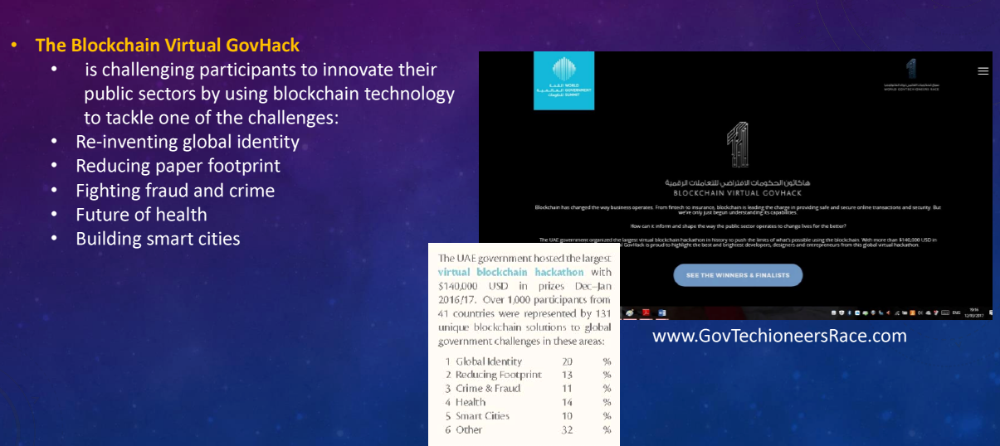 • The Blockchain Virtual GovHack
• is challenging participants to innovate their
public sectors by using blockchain technology
to tackle one of the challenges:
• Re-inventing global identity
• Reducing paper footprint
• Fighting fraud and crime
• Future of health
• Building smart cities
WORLD
GOVERNMENT
SUMMIT
WORLD GOVTECHIONEERS RACE
هاكاثون الحكومات الافتراضي للتعاملات الرقمية
BLOCKCHAIN VIRTUAL GOVHACK
Blockchain has changed the way business operates. From fintech to insurance, blockchain is leading the charge in providing safe and secure online transactions and security. But
we've only just begun understanding its capabilities.
How can it inform and shape the way the public sector operates to change lives for the better?
The UAE government organized the largest virtual blockchain hackathon in history to push the limits of what's possible using the blockchain. With more than $140,000 USD in
GovHack is proud to highlight the best and brightest developers, designers and entrepreneurs from this global virtual hackathon.
SEE THE WINNERS & FINALISTS
ENG
19:16
12/03/2017
www.GovTechioneersRace.com
The UAE government hosted the largest
virtual blockchain hackathon with
$140,000 USD in prizes Dec–Jan
2016/17. Over 1,000 participants from
41 countries were represented by 131
unique blockchain solutions to global
government challenges in these areas:
1 Global Identity 20 %
2 Reducing Footprint 13 %
3 Crime & Fraud 11 %
4 Health 14 %
5 Smart Cities 10 %
6 Other 32 %